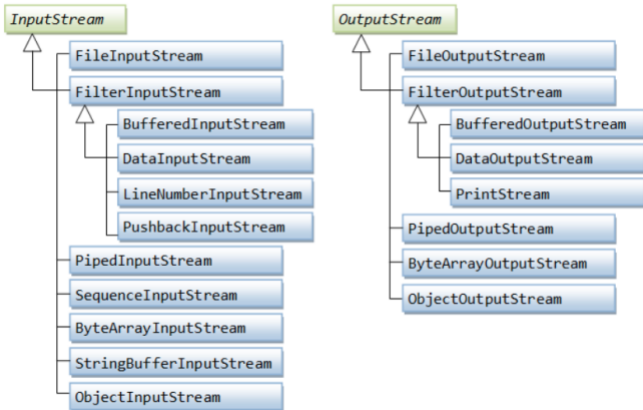 InputStream
FileInputStream
FilterInputStream
BufferedInputStream
DataInputStream
LineNumberInputStream
PushbackInputStream
PipedInputStream
SequenceInputStream
ByteArrayInputStream
StringBufferInputStream
ObjectInputStream
OutputStream
FileOutputStream
FilterOutputStream
BufferedOutputStream
DataOutputStream
PrintStream
PipedOutputStream
ByteArrayOutputStream
ObjectOutputStream